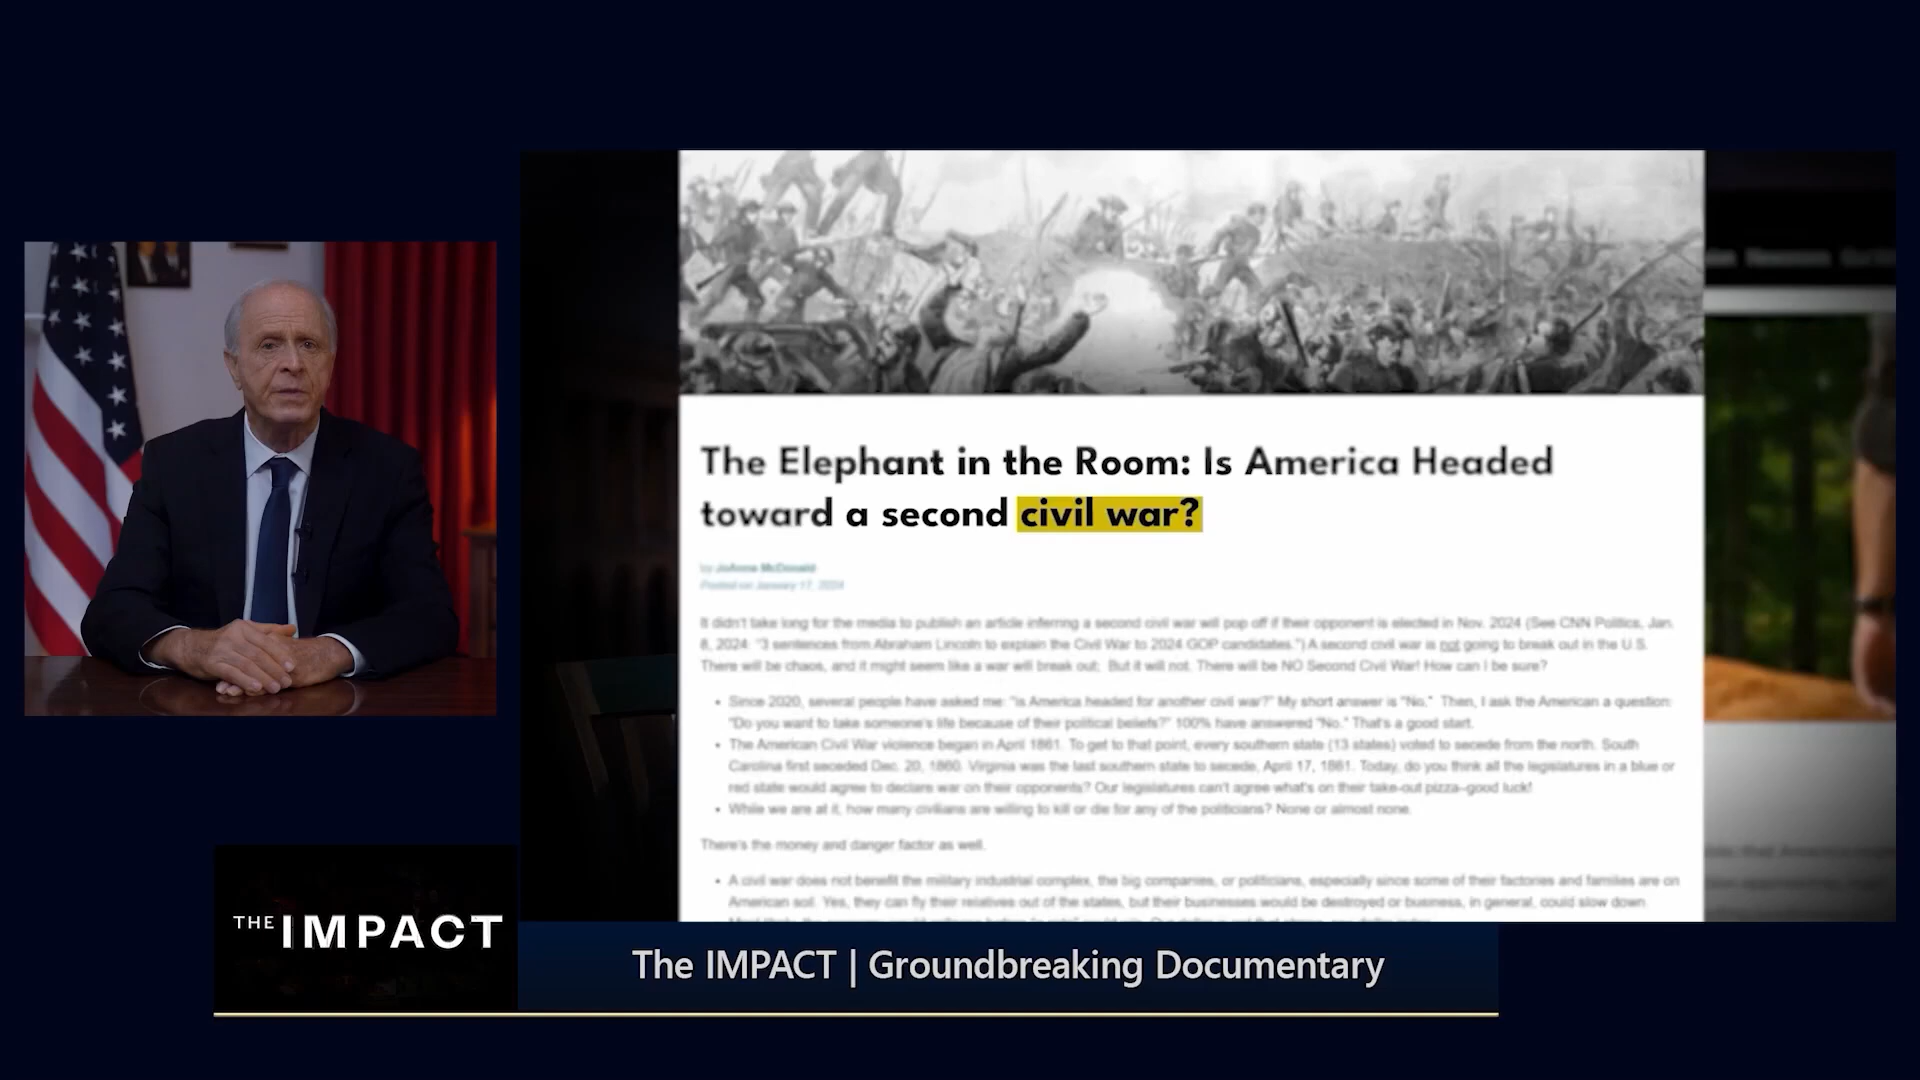 The Elephant in the Room: Is America Headed
toward a second civil war?
by JoAnna McDonald
Posted on January 17, 2024
It didn't take long for the media to publish an article inferring a second civil war will pop off if their opponent is elected in Nov. 2024 (See CNN Politics, Jan.
8, 2024: "3 sentences from Abraham Lincoln to explain the Civil War to 2024 GOP candidates.") A second civil war is not going to break out in the U.S.
There will be chaos, and it might seem like a war will break out; But it will not. There will be NO Second Civil War! How can I be sure?
• Since 2020, several people have asked me: "is America headed for another civil war?" My short answer is "No." Then, I ask the American a question:
"Do you want to take someone's life because of their political beliefs?" 100% have answered "No." That's a good start.
• The American Civil War violence began in April 1861. To get to that point, every southern state (13 states) voted to secede from the north. South
Carolina first seceded Dec. 20, 1860. Virginia was the last southern state to secede, April 17, 1861. Today, do you think all the legislatures in a blue or
red state would agree to declare war on their opponents? Our legislatures can't agree what's on their take-out pizza–good luck!
• While we are at it, how many civilians are willing to kill or die for any of the politicians? None or almost none.
There's the money and danger factor as well.
• A civil war does not benefit the military industrial complex, the big companies, or politicians, especially since some of their factories and families are on
American soil. Yes, they can fly their relatives out of the states, but their businesses would be destroyed or business, in general, could slow down
THE IMPACT
The IMPACT | Groundbreaking Documentary